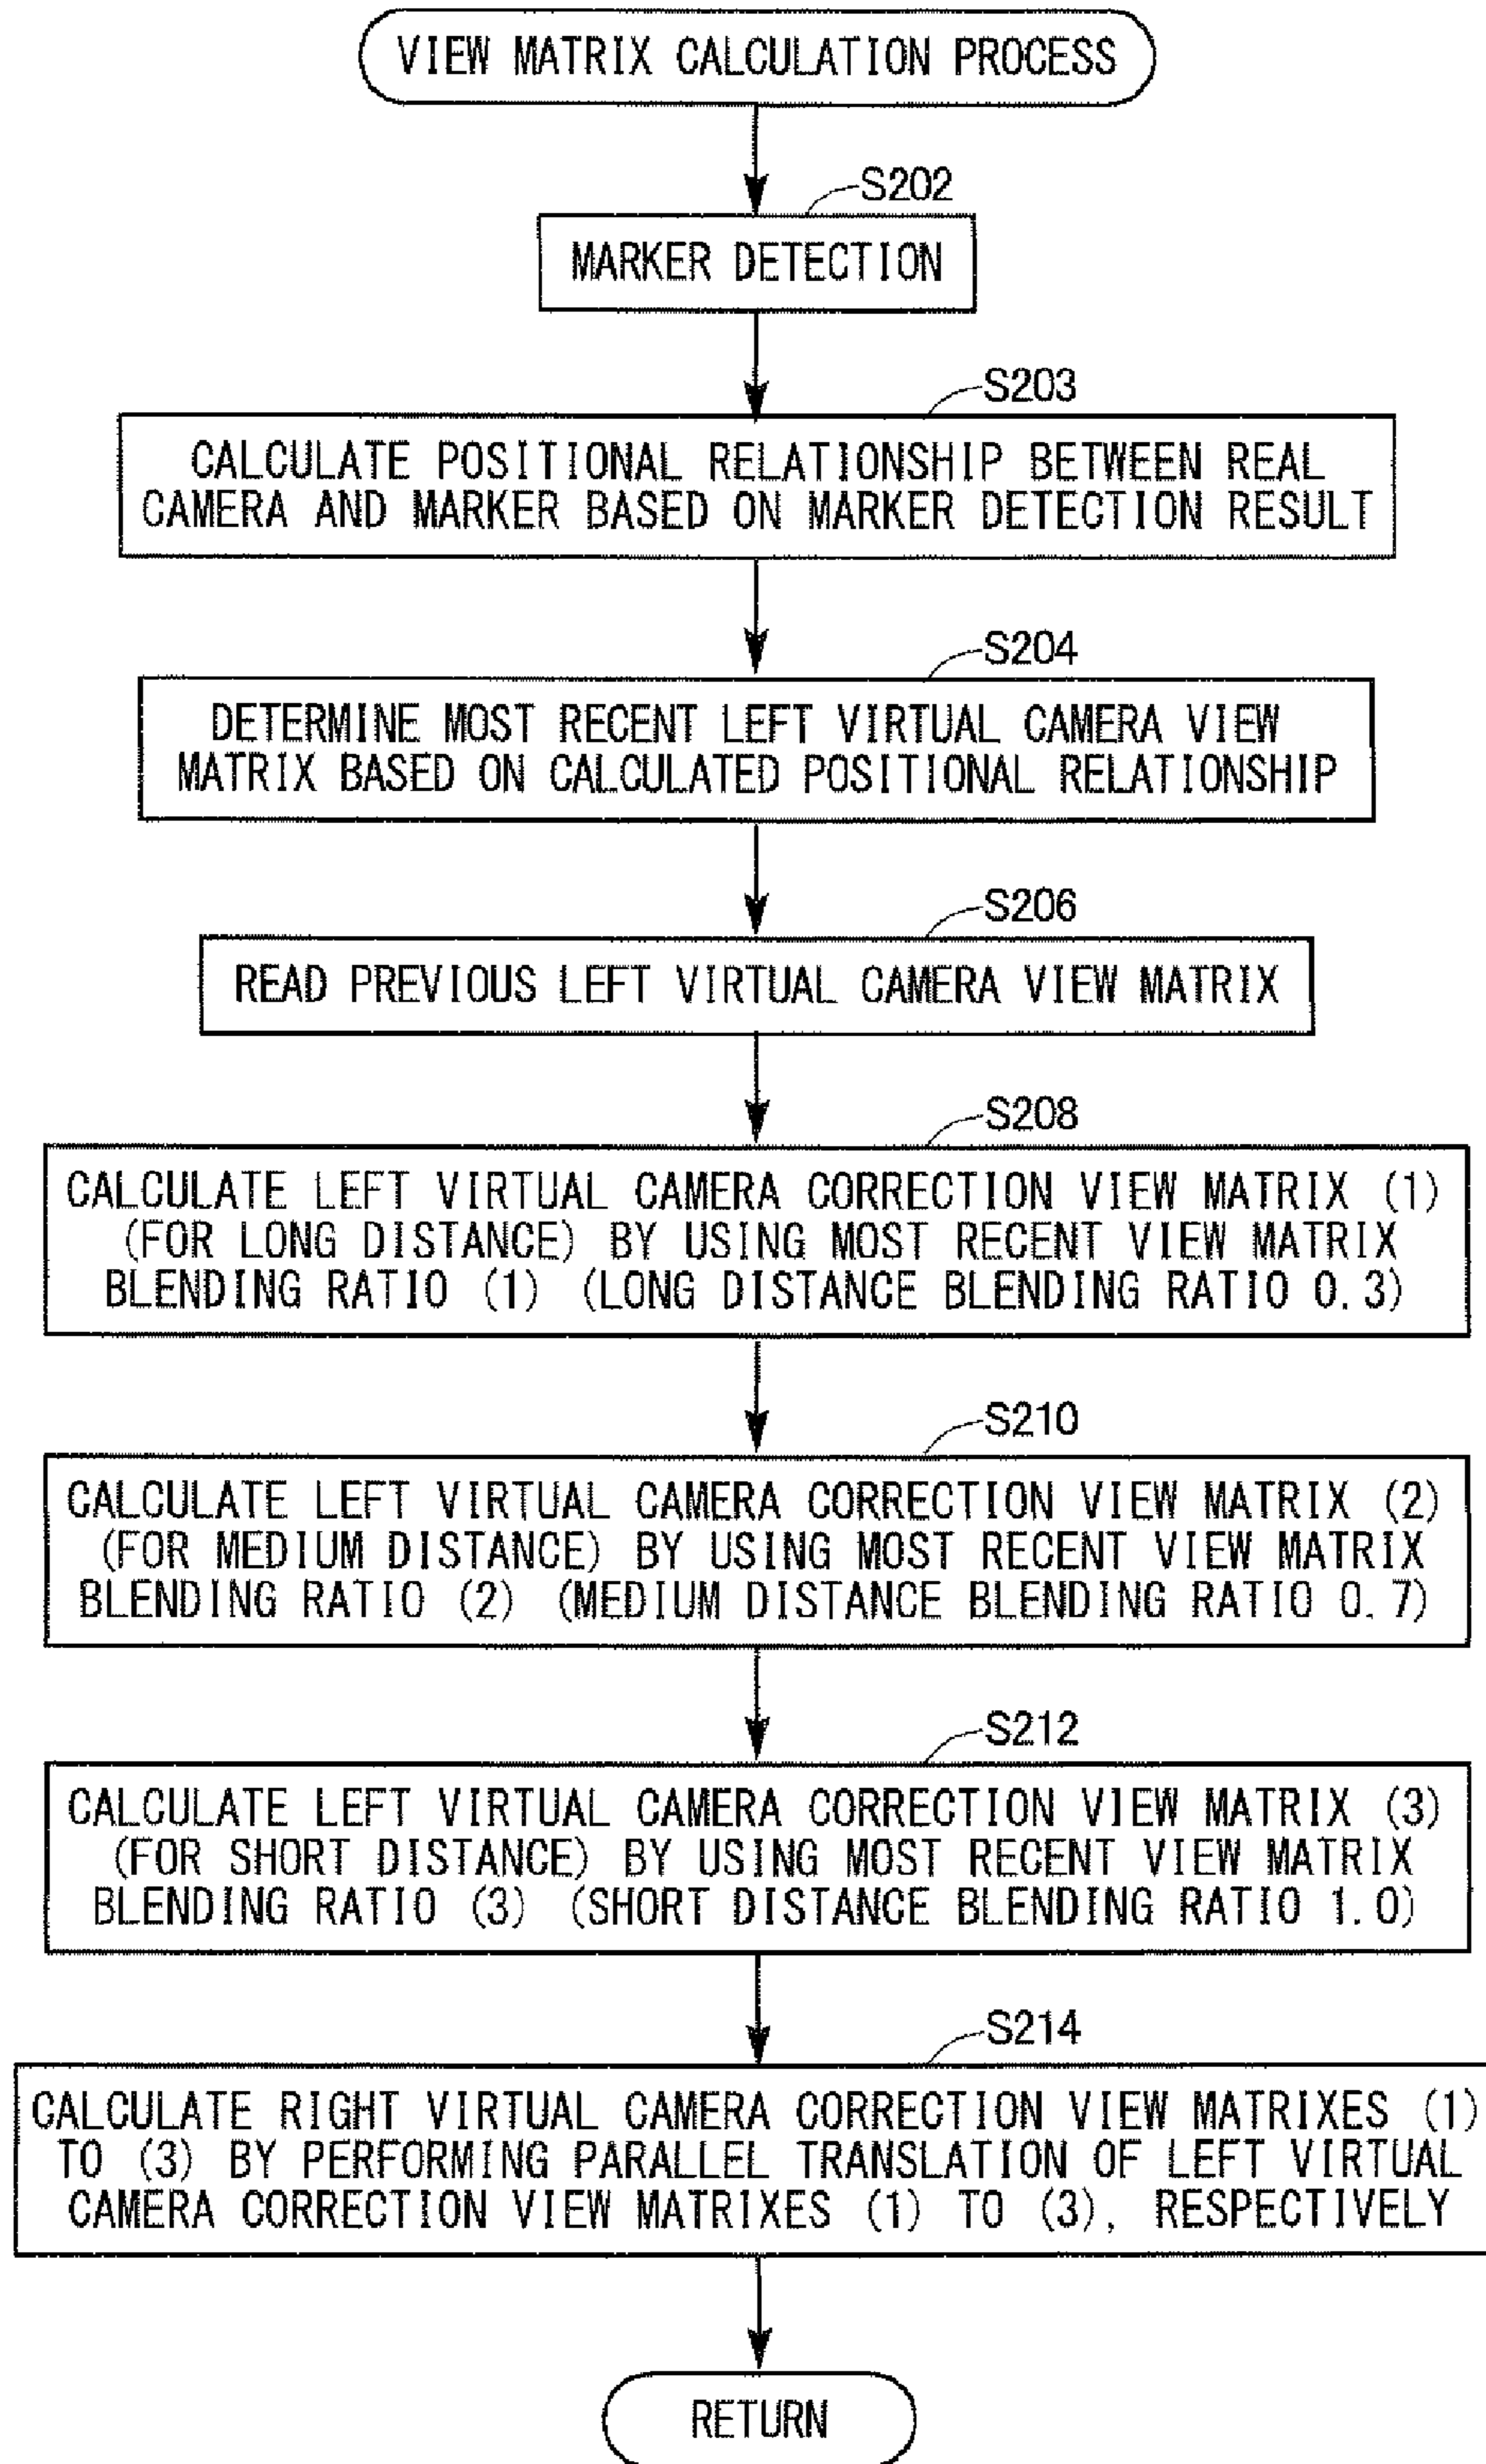 VIEW MATRIX CALCULATION PROCESS
S202
MARKER DETECTION
S203
CALCULATE POSITIONAL RELATIONSHIP BETWEEN REAL
CAMERA AND MARKER BASED ON MARKER DETECTION RESULT
S204
DETERMINE MOST RECENT LEFT VIRTUAL CAMERA VIEW
MATRIX BASED ON CALCULATED POSITIONAL RELATIONSHIP
S206
READ PREVIOUS LEFT VIRTUAL CAMERA VIEW MATRIX
S208
CALCULATE LEFT VIRTUAL CAMERA CORRECTION VIEW MATRIX (1)
(FOR LONG DISTANCE) BY USING MOST RECENT VIEW MATRIX
BLENDING RATIO (1) (LONG DISTANCE BLENDING RATIO 0.3)
S210
CALCULATE LEFT VIRTUAL CAMERA CORRECTION VIEW MATRIX (2)
(FOR MEDIUM DISTANCE) BY USING MOST RECENT VIEW MATRIX
BLENDING RATIO (2) (MEDIUM DISTANCE BLENDING RATIO 0.7)
S212
CALCULATE LEFT VIRTUAL CAMERA CORRECTION VIEW MATRIX (3)
(FOR SHORT DISTANCE) BY USING MOST RECENT VIEW MATRIX
BLENDING RATIO (3) (SHORT DISTANCE BLENDING RATIO 1.0)
S214
CALCULATE RIGHT VIRTUAL CAMERA CORRECTION VIEW MATRIXES (1)
TO (3) BY PERFORMING PARALLEL TRANSLATION OF LEFT VIRTUAL
CAMERA CORRECTION VIEW MATRIXES (1) TO (3), RESPECTIVELY
RETURN